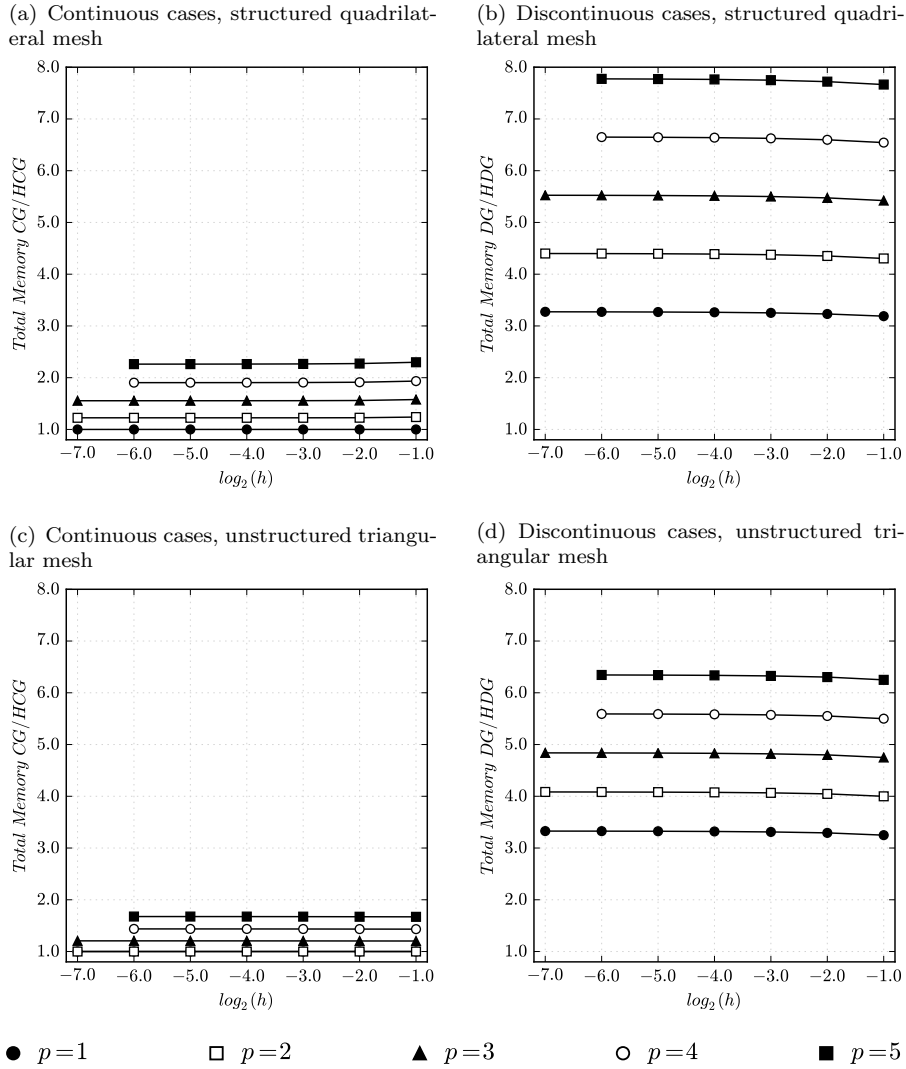 (a) Continuous cases, structured quadrilat-
eral mesh
8.0
7.0
6.0
5.0
4.0
3.0
2.0
1.0
Total Memory CG/HCG
−7.0 −6.0 −5.0 −4.0 −3.0 −2.0 −1.0
log₂(h)
(b) Discontinuous cases, structured quadri-
lateral mesh
8.0
7.0
6.0
5.0
4.0
3.0
2.0
1.0
Total Memory DG/HDG
−7.0 −6.0 −5.0 −4.0 −3.0 −2.0 −1.0
log₂(h)
(c) Continuous cases, unstructured triangu-
lar mesh
8.0
7.0
6.0
5.0
4.0
3.0
2.0
1.0
Total Memory CG/HCG
−7.0 −6.0 −5.0 −4.0 −3.0 −2.0 −1.0
log₂(h)
(d) Discontinuous cases, unstructured tri-
angular mesh
8.0
7.0
6.0
5.0
4.0
3.0
2.0
1.0
Total Memory DG/HDG
−7.0 −6.0 −5.0 −4.0 −3.0 −2.0 −1.0
log₂(h)
p=1 p=2 p=3 p=4 p=5